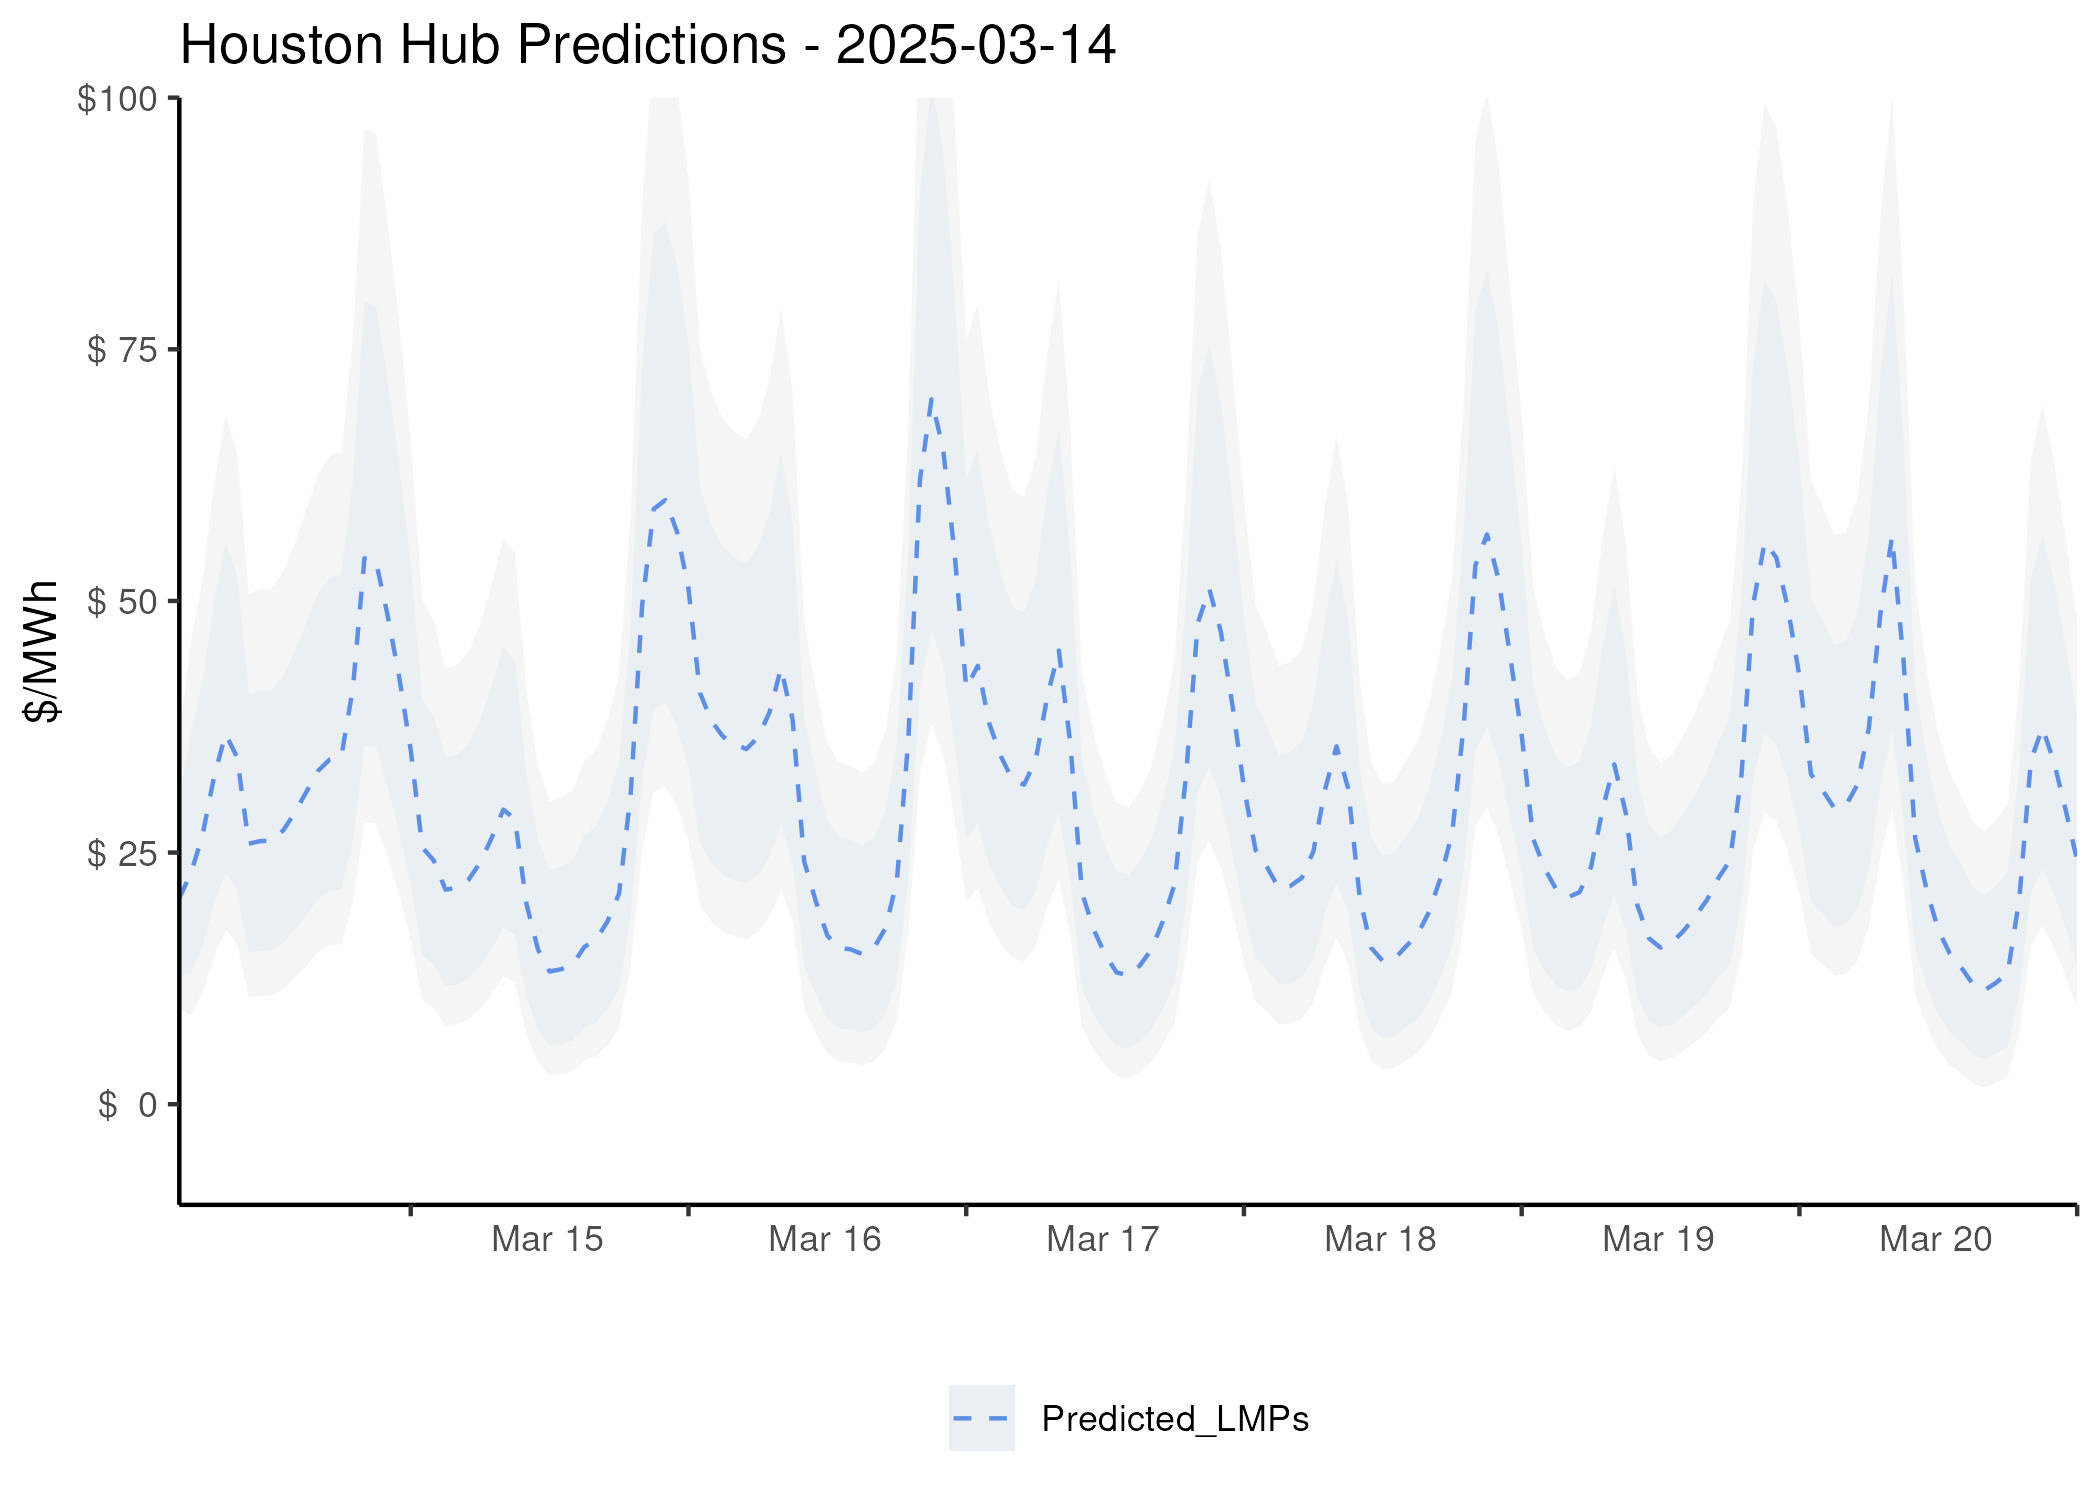 Houston Hub Predictions - 2025-03-14
$100
$ 75
$ 50
$ 25
$ 0
$/MWh
Mar 15 Mar 16 Mar 17 Mar 18 Mar 19 Mar 20
Predicted_LMPs